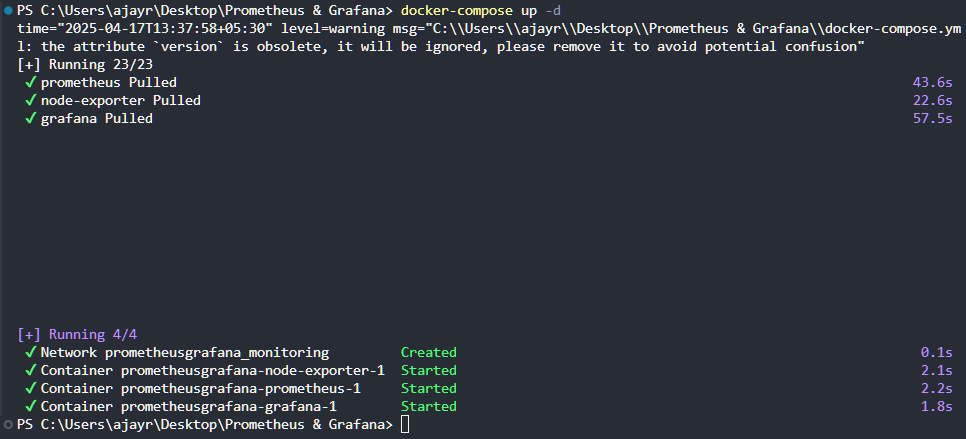 PS C:\Users\ajayr\Desktop\Prometheus & Grafana> docker-compose up -d
time="2025-04-17T13:37:58+05:30" level=warning msg="C:\\Users\\ajayr\\Desktop\\Prometheus & Grafana\\docker-compose.ym
l: the attribute `version` is obsolete, it will be ignored, please remove it to avoid potential confusion"
[+] Running 23/23
✓ prometheus Pulled 43.6s
✓ node-exporter Pulled 22.6s
✓ grafana Pulled 57.5s
[+] Running 4/4
✓ Network prometheusgrafana_monitoring Created 0.1s
✓ Container prometheusgrafana-node-exporter-1 Started 2.1s
✓ Container prometheusgrafana-prometheus-1 Started 2.2s
✓ Container prometheusgrafana-grafana-1 Started 1.8s
PS C:\Users\ajayr\Desktop\Prometheus & Grafana>